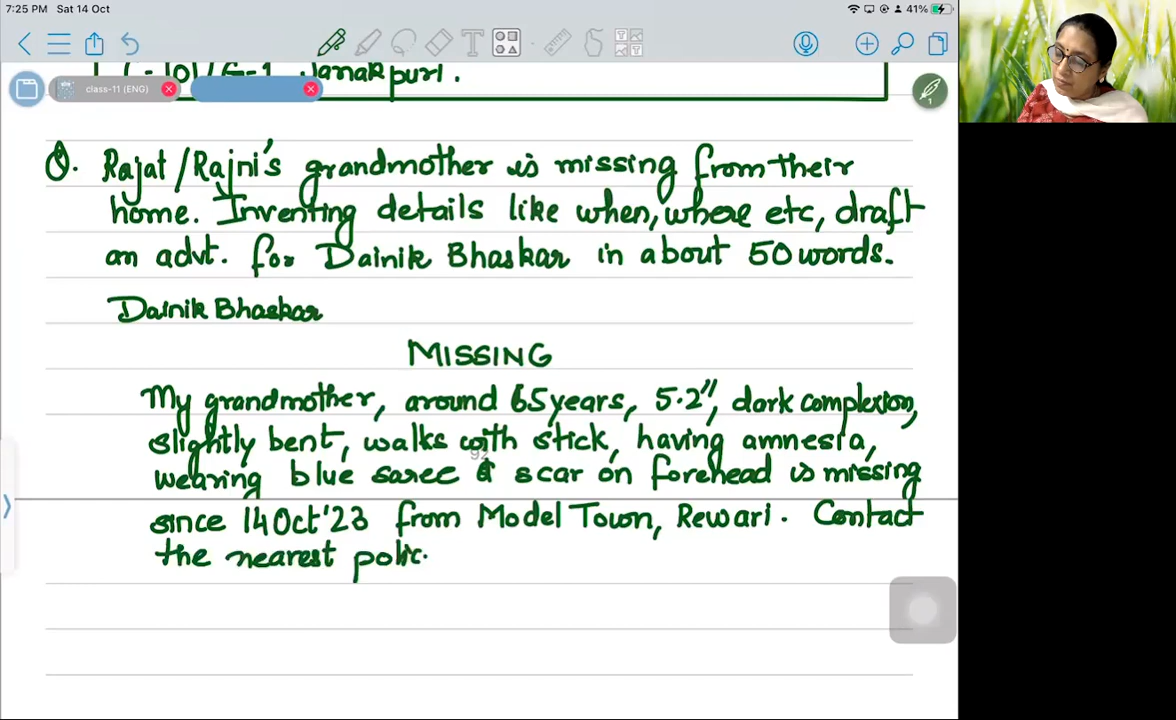 7:25 PM Sat 14 Oct
41%
Janakpuri.
class-11 (ENG)
1
Q. Rajat/Rajni's grandmother is missing from their
home. Inventing details like when, where etc, draft
an advt. for Dainik Bhaskar in about 50 words.
Dainik Bhaskar
MISSING
My grandmother, around 65 years, 5.2", dark complexion,
slightly bent, walks with stick, having amnesia,
92
wearing blue saree & scar on forehead is missing
since 14 Oct '23 from Model Town, Rewari. Contact
the nearest polic.